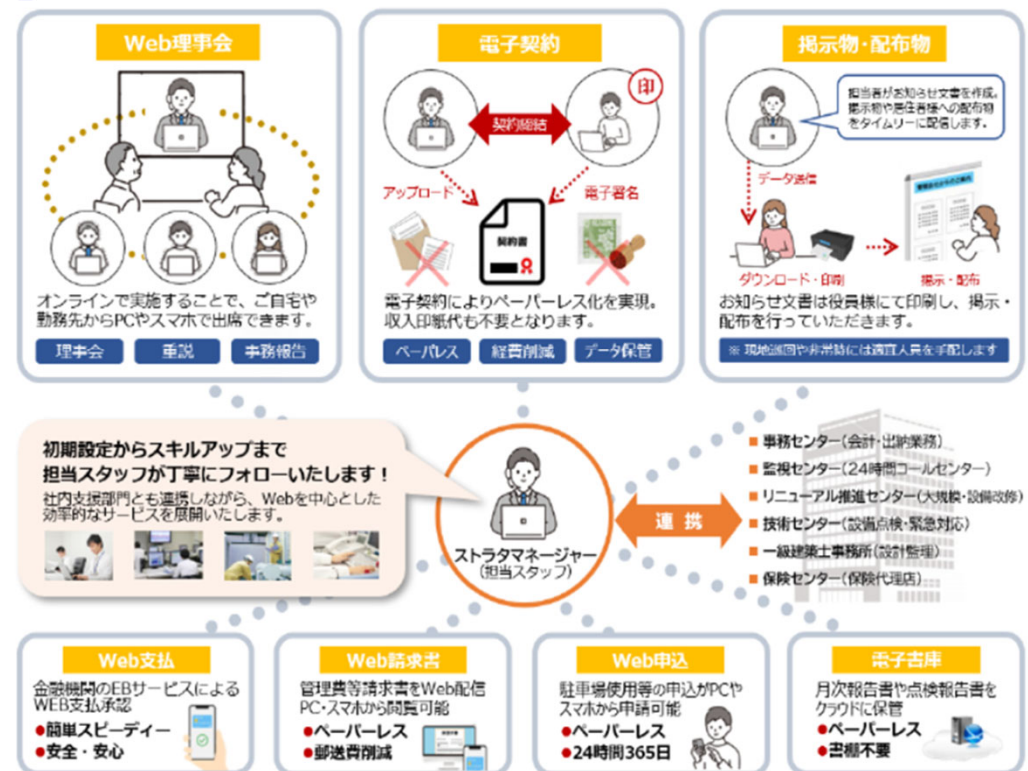 Web理事会
オンラインで実施することで、ご自宅や
勤務先からPCやスマホで出席できます。
理事会
重説
事務報告
電子契約
印
契約締結
アップロード
電子署名
契約書
電子契約によりペーパーレス化を実現。
収入印紙代も不要となります。
ペーパレス
経費削減
データ保管
掲示物・配布物
担当者がお知らせ文書を作成。
掲示物や居住者様への配布物
をタイムリーに配信します。
データ送信
ダウンロード・印刷
掲示・配布
お知らせ文書は役員様にて印刷し、掲示・
配布を行っていただきます。
※ 現地巡回や非常時には適宜人員を手配します
初期設定からスキルアップまで
担当スタッフが丁寧にフォローいたします！
社内支援部門とも連携しながら、Webを中心とした
効率的なサービスを展開いたします。
ストラタマネージャー
（担当スタッフ）
連 携
■ 事務センター（会計・出納業務）
■ 監視センター（24時間コールセンター）
■ リニューアル推進センター（大規模・設備改修）
■ 技術センター（設備点検・緊急対応）
■ 一級建築士事務所（設計監理）
■ 保険センター（保険代理店）
Web支払
金融機関のEBサービスによる
WEB支払承認
●簡単スピーディー
●安全・安心
Web請求書
管理費等請求書をWeb配信
PC・スマホから閲覧可能
●ペーパーレス
●郵送費削減
Web申込
駐車場使用等の申込がPCや
スマホから申請可能
●ペーパーレス
●24時間365日
電子書庫
月次報告書や点検報告書を
クラウドに保管
●ペーパーレス
●書棚不要